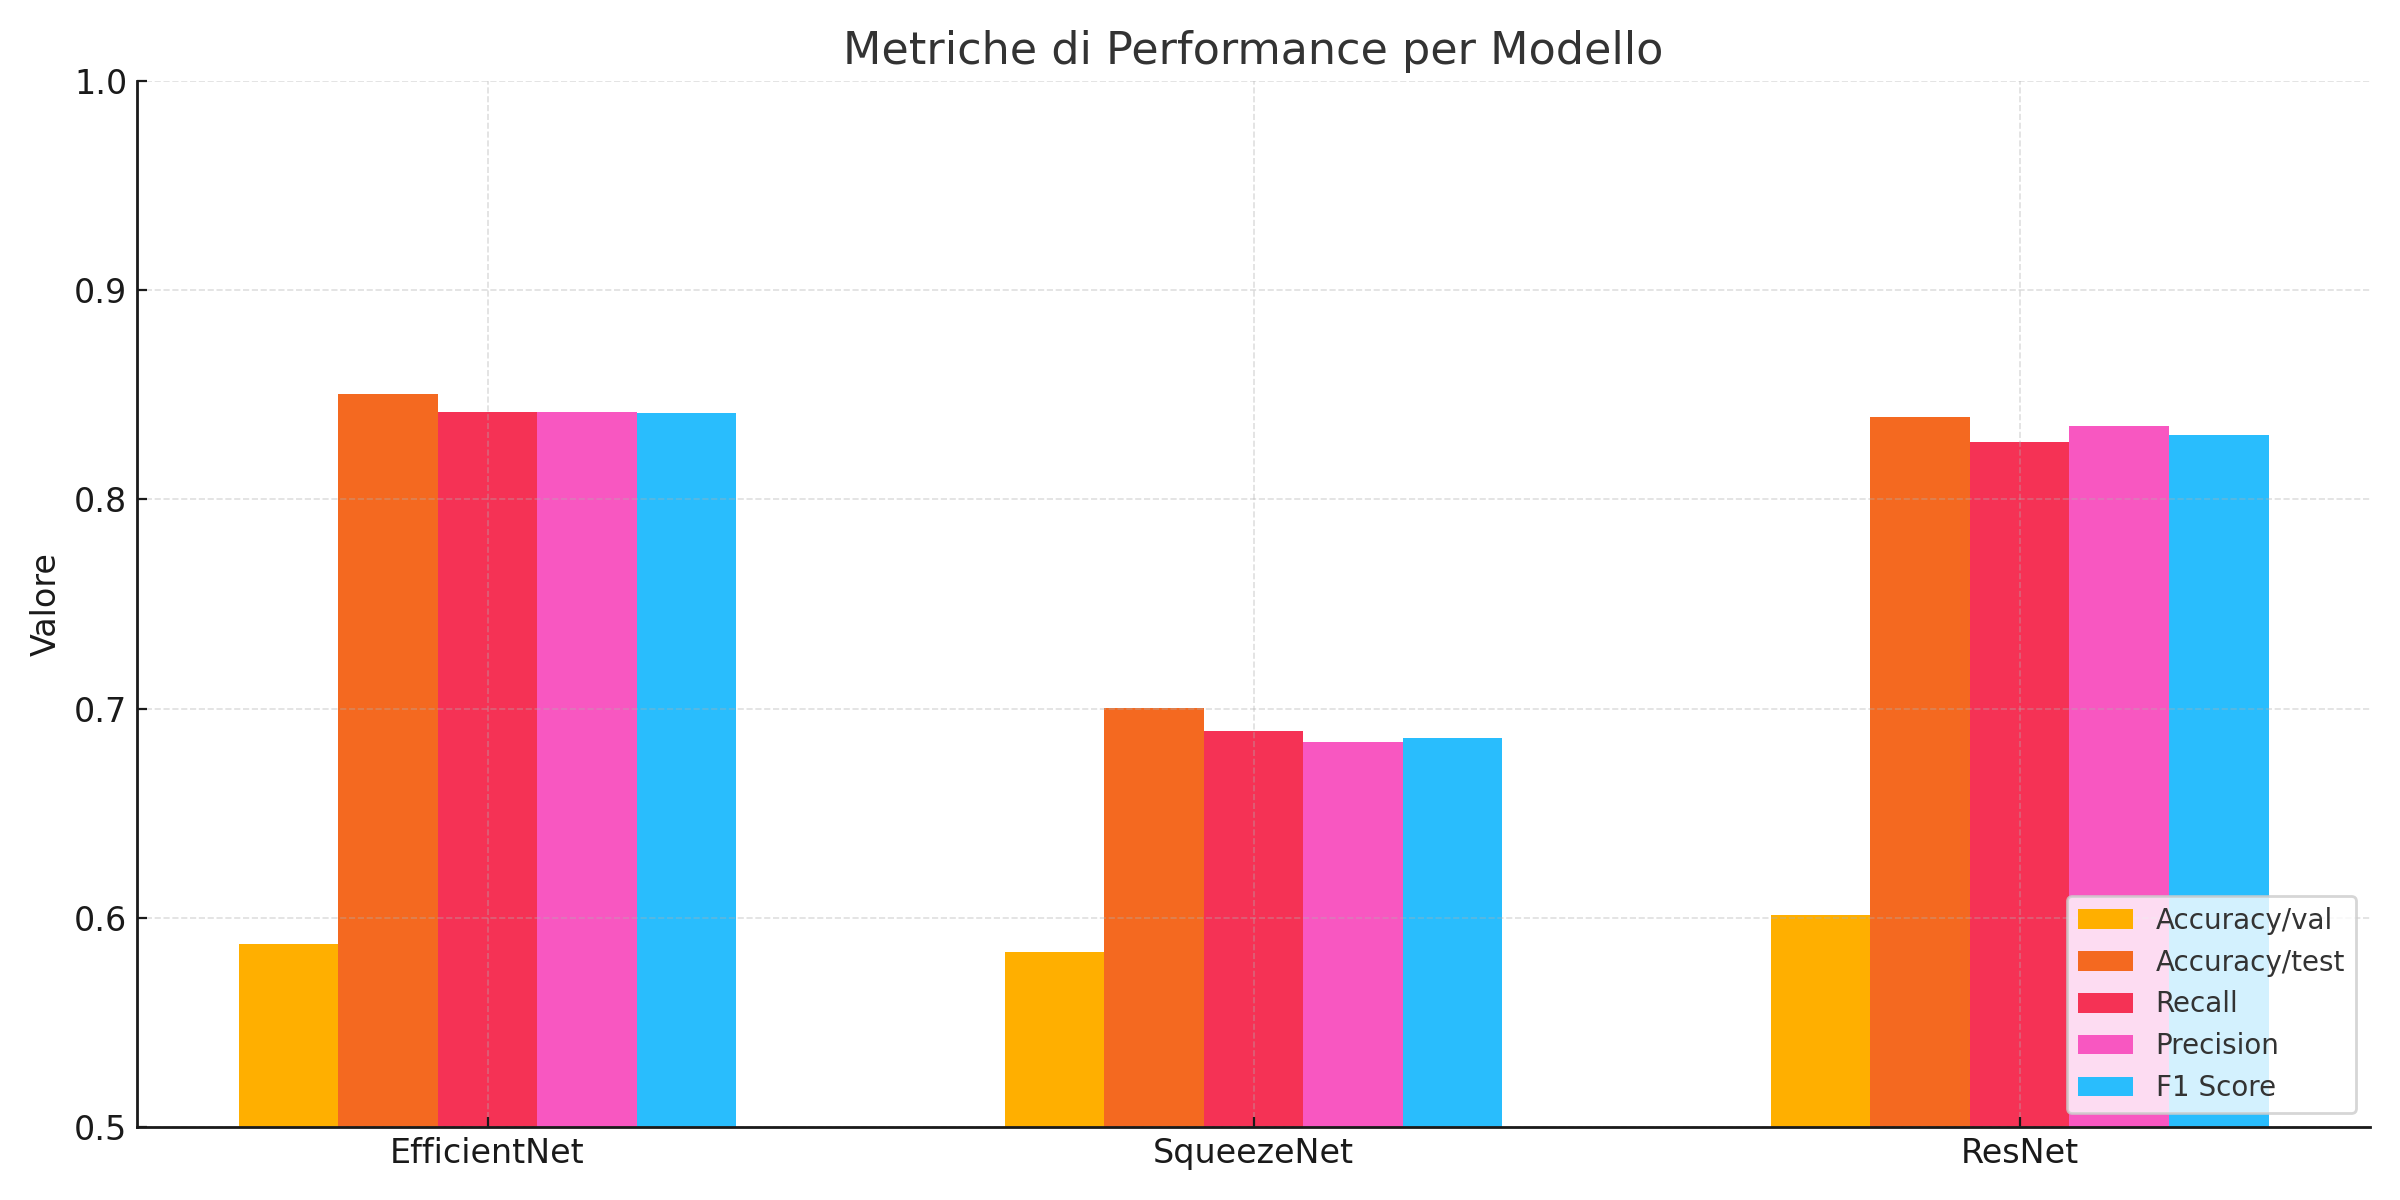 Metriche di Performance per Modello
Valore
1.0
0.9
0.8
0.7
0.6
0.5
EfficientNet
SqueezeNet
ResNet
Accuracy/val
Accuracy/test
Recall
Precision
F1 Score